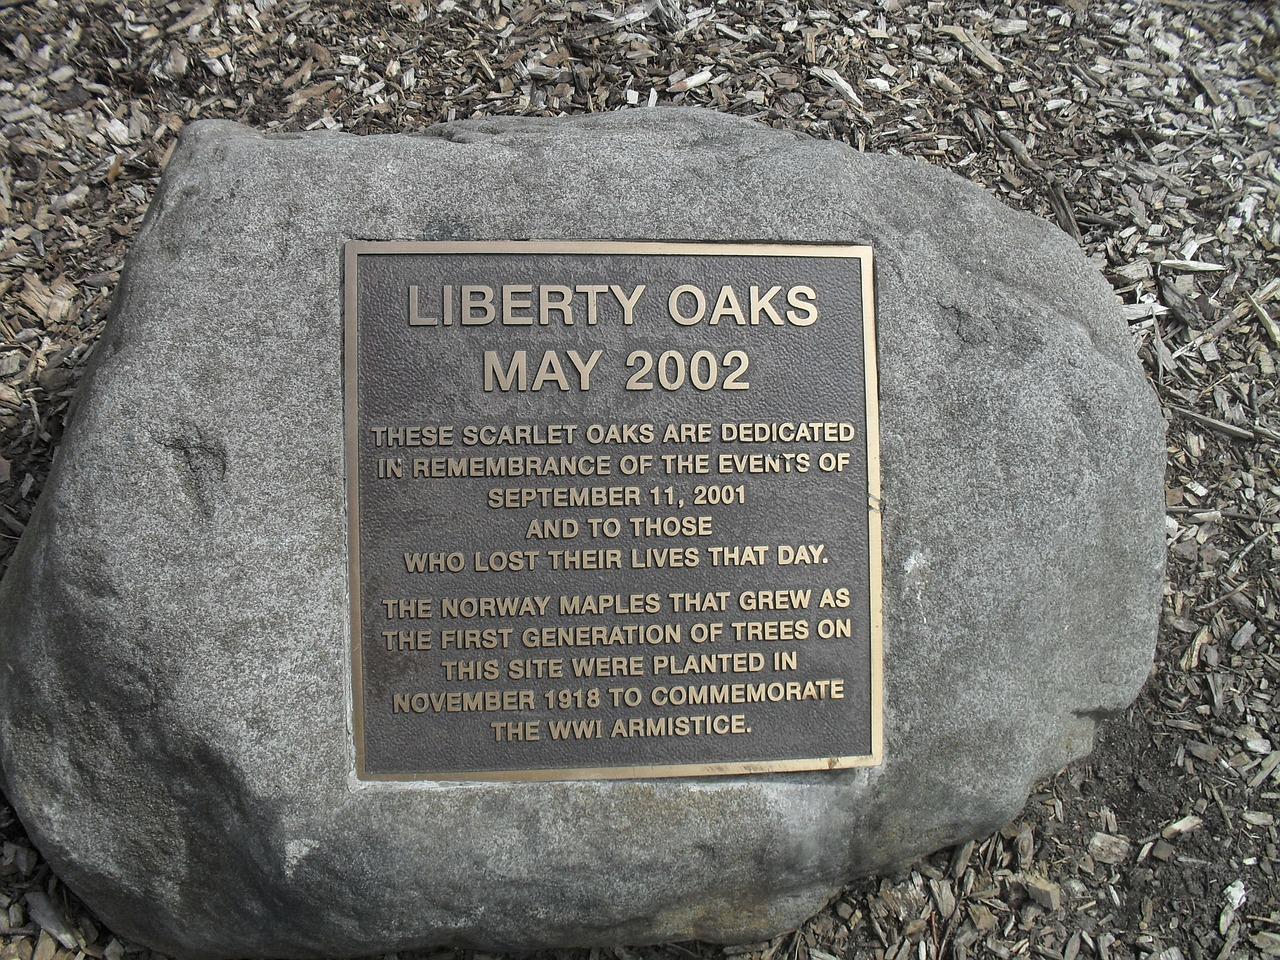 LIBERTY OAKS
MAY 2002
THESE SCARLET OAKS ARE DEDICATED
IN REMEMBRANCE OF THE EVENTS OF
SEPTEMBER 11, 2001
AND TO THOSE
WHO LOST THEIR LIVES THAT DAY.
THE NORWAY MAPLES THAT GREW AS
THE FIRST GENERATION OF TREES ON
THIS SITE WERE PLANTED IN
NOVEMBER 1918 TO COMMEMORATE
THE WWI ARMISTICE.